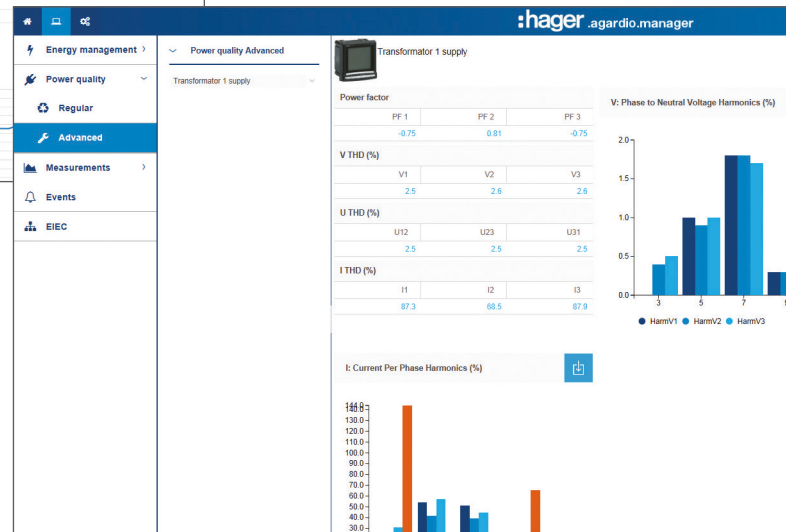 :hager .agardio.manager
Energy management
Power quality
Regular
Advanced
Measurements
Events
EIEC
Power quality Advanced
Transformator 1 supply
Transformator 1 supply
Power factor
PF 1 PF 2 PF 3
-0.75 0.81 -0.75
V THD (%)
V1 V2 V3
2.5 2.6 2.6
U THD (%)
U12 U23 U31
2.5 2.5 2.5
I THD (%)
I1 I2 I3
87.3 68.5 87.9
V: Phase to Neutral Voltage Harmonics (%)
2.0
1.5
1.0
0.5
0.0
3 5 7
HarmV1 HarmV2 HarmV3
I: Current Per Phase Harmonics (%)
144.0
140.0
130.0
120.0
110.0
100.0
90.0
80.0
70.0
60.0
50.0
40.0
30.0